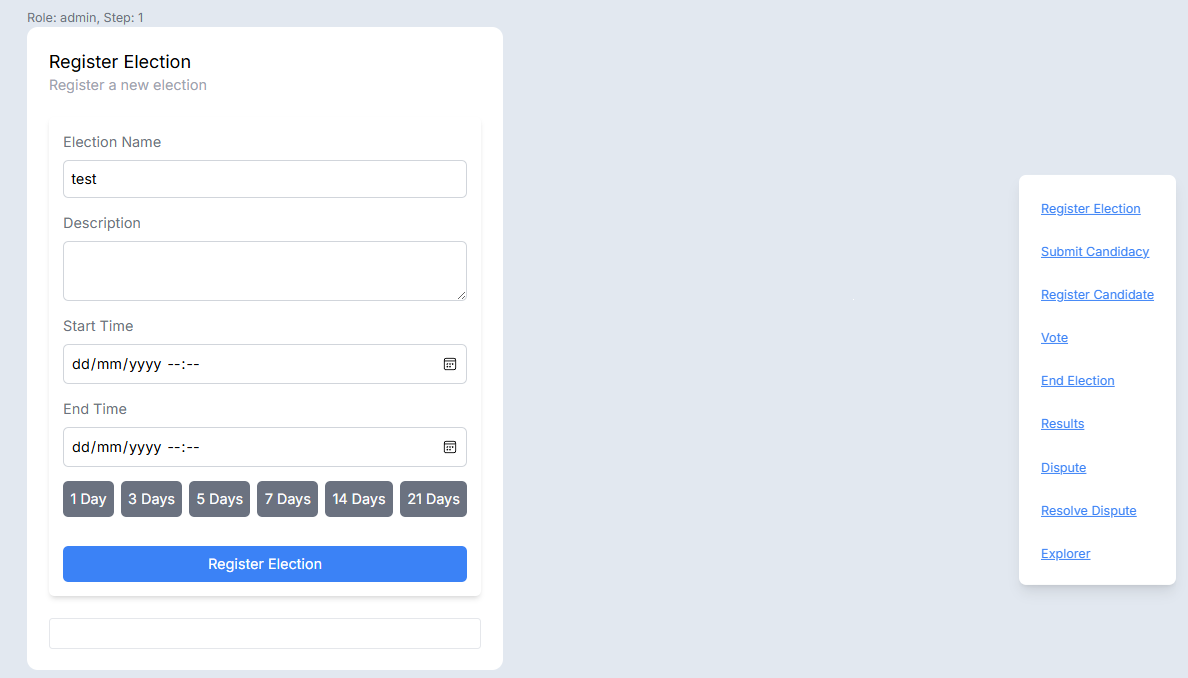 Role: admin, Step: 1
Register Election
Register a new election
Election Name
test
Description
Start Time
dd/mm/yyyy --:--
End Time
dd/mm/yyyy --:--
1 Day 3 Days 5 Days 7 Days 14 Days 21 Days
Register Election
Register Election
Submit Candidacy
Register Candidate
Vote
End Election
Results
Dispute
Resolve Dispute
Explorer